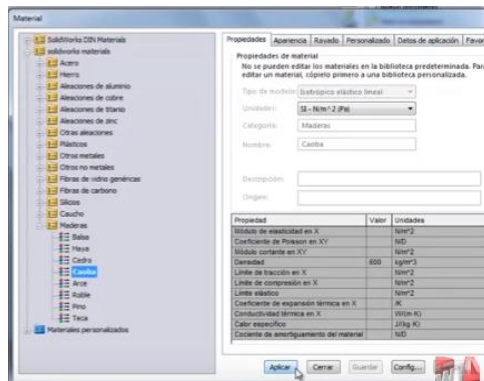 Material
SolidWorks DIN Materials
solidworks materials
Acero
Hierro
Aleaciones de aluminio
Aleaciones de cobre
Aleaciones de titanio
Aleaciones de zinc
Otras aleaciones
Plásticos
Otros metales
Otros no metales
Fibras de vidrio genéricas
Fibras de carbono
Silicios
Caucho
Maderas
Balsa
Haya
Cedro
Caoba
Arce
Roble
Pino
Teca
Materiales personalizados
Propiedades Apariencia Rayado Personalizado Datos de aplicación Favor
Propiedades de material
No se pueden editar los materiales en la biblioteca predeterminada. Para
editar un material, cópielo primero a una biblioteca personalizada.
Tipo de modelo: Isotrópico elástico lineal
Unidades: SI - N/m^2 (Pa)
Categoría: Maderas
Nombre: Caoba
Descripción:
Origen:
Propiedad Valor Unidades
Módulo de elasticidad en X N/m^2
Coeficiente de Poisson en XY N/D
Módulo cortante en XY N/m^2
Densidad 600 kg/m^3
Límite de tracción en X N/m^2
Límite de compresión en X N/m^2
Límite elástico N/m^2
Coeficiente de expansión térmica en X /K
Conductividad térmica en X W/(m·K)
Calor específico J/(kg·K)
Cociente de amortiguamiento del material N/D
Aplicar Cerrar Guardar Config...